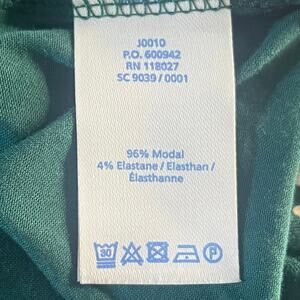 J0010
P.O. 600942
RN 118027
SC 9039 / 0001
96% Modal
4% Elastane / Elasthan /
Élasthanne
30
P